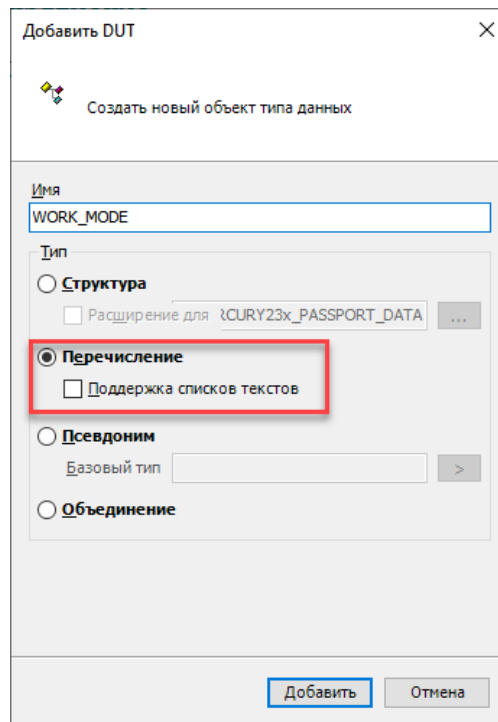 Добавить DUT
Создать новый объект типа данных
Имя
WORK_MODE
Тип
Структура
Расширение для RCURY23x_PASSPORT_DATA ...
Перечисление
Поддержка списков текстов
Псевдоним
Базовый тип >
Объединение
Добавить Отмена